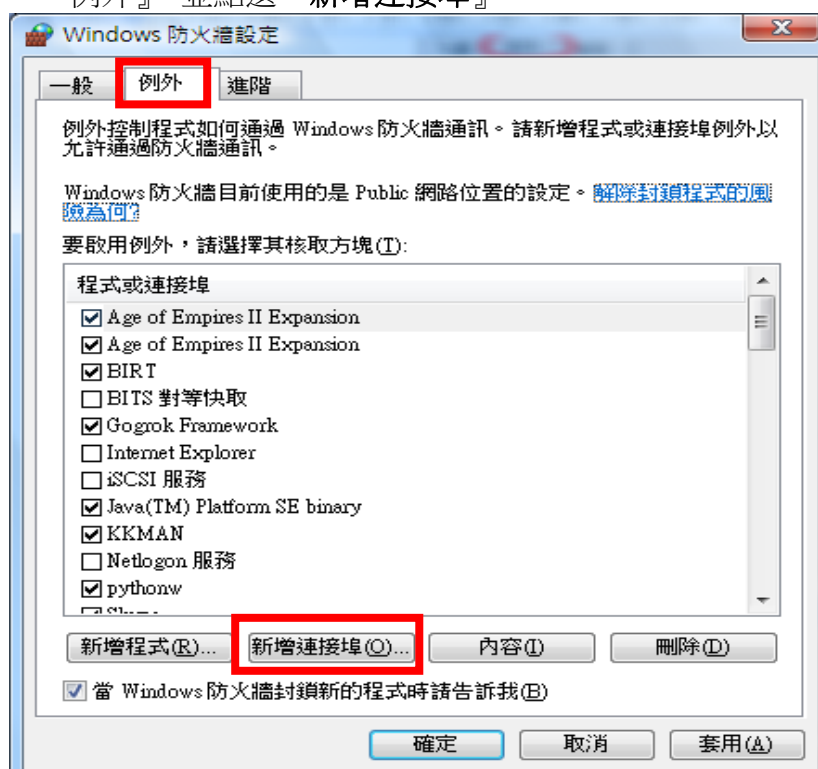 例外』 並點選 新增連接埠』
Windows 防火牆設定
一般 例外 進階
例外控制程式如何通過 Windows 防火牆通訊。請新增程式或連接埠例外以
允許通過防火牆通訊。
Windows 防火牆目前使用的是 Public 網路位置的設定。解除封鎖程式的風
險為何?
要啟用例外，請選擇其核取方塊(T):
程式或連接埠
Age of Empires II Expansion
Age of Empires II Expansion
BIRT
BITS 對等快取
Gogrok Framework
Internet Explorer
iSCSI 服務
Java(TM) Platform SE binary
KKMAN
Netlogon 服務
pythonw
新增程式(R)... 新增連接埠(O)... 內容(I) 刪除(D)
當 Windows 防火牆封鎖新的程式時請告訴我(B)
確定 取消 套用(A)